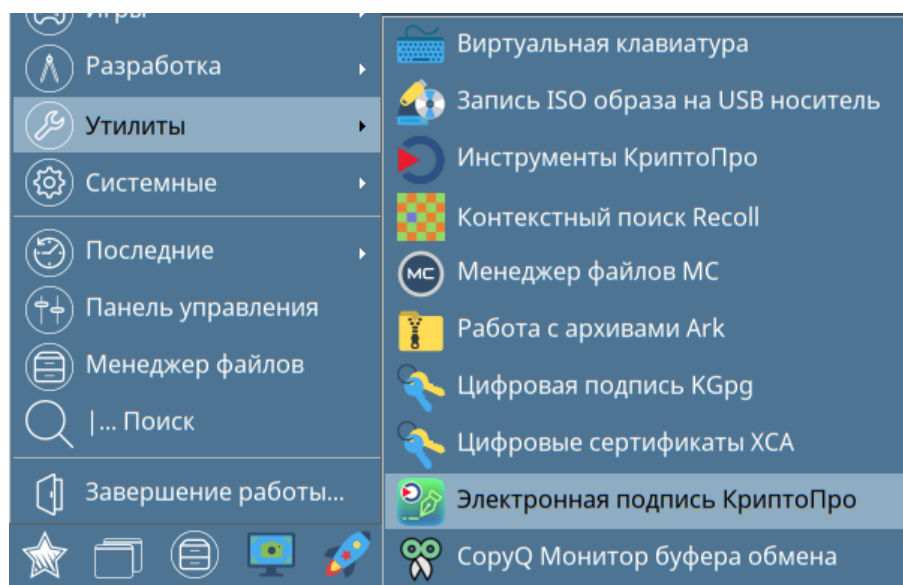 Игры
Разработка
Утилиты
Системные
Последние
Панель управления
Менеджер файлов
|... Поиск
Завершение работы...
Виртуальная клавиатура
Запись ISO образа на USB носитель
Инструменты КриптоПро
Контекстный поиск Recoll
Менеджер файлов MC
Работа с архивами Ark
Цифровая подпись KGpg
Цифровые сертификаты XCA
Электронная подпись КриптоПро
CopyQ Монитор буфера обмена